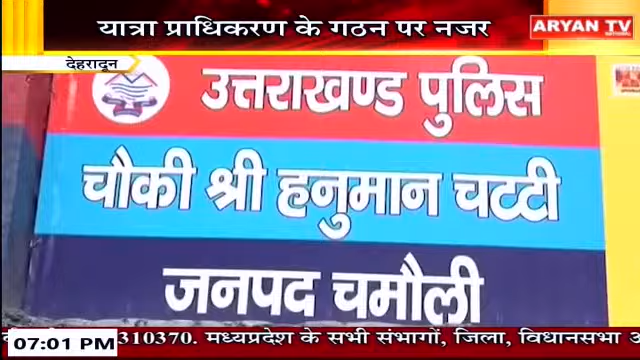 यात्रा प्राधिकरण के गठन पर नजर
ARYAN TV
NATIONAL
देहरादून
उत्तराखण्ड पुलिस
चौकी श्री हनुमान चट्टी
जनपद चमौली
07:01 PM
310370. मध्यप्रदेश के सभी संभागों, जिला, विधानसभा